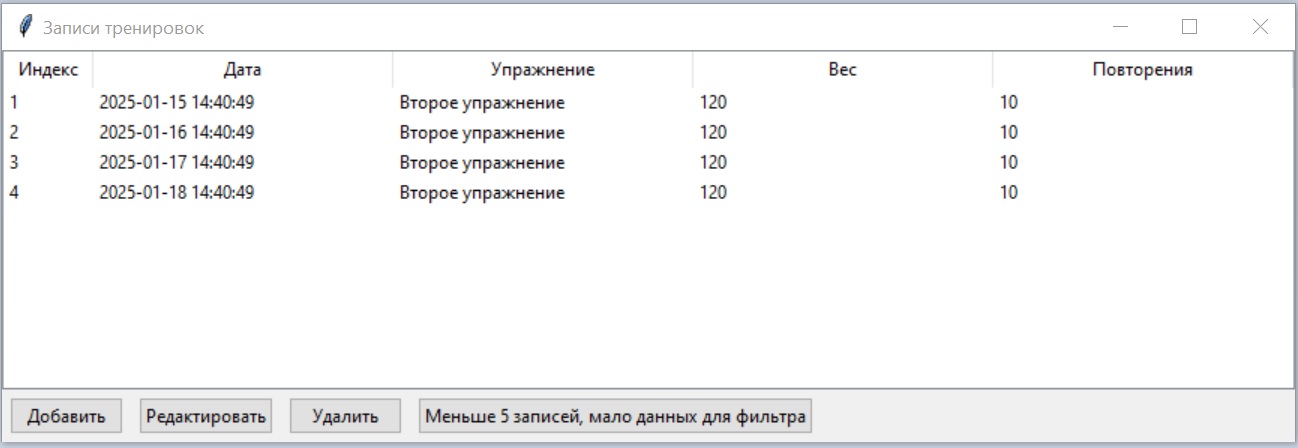 Записи тренировок
Индекс Дата Упражнение Вес Повторения
1 2025-01-15 14:40:49 Второе упражнение 120 10
2 2025-01-16 14:40:49 Второе упражнение 120 10
3 2025-01-17 14:40:49 Второе упражнение 120 10
4 2025-01-18 14:40:49 Второе упражнение 120 10
Добавить Редактировать Удалить Меньше 5 записей, мало данных для фильтра